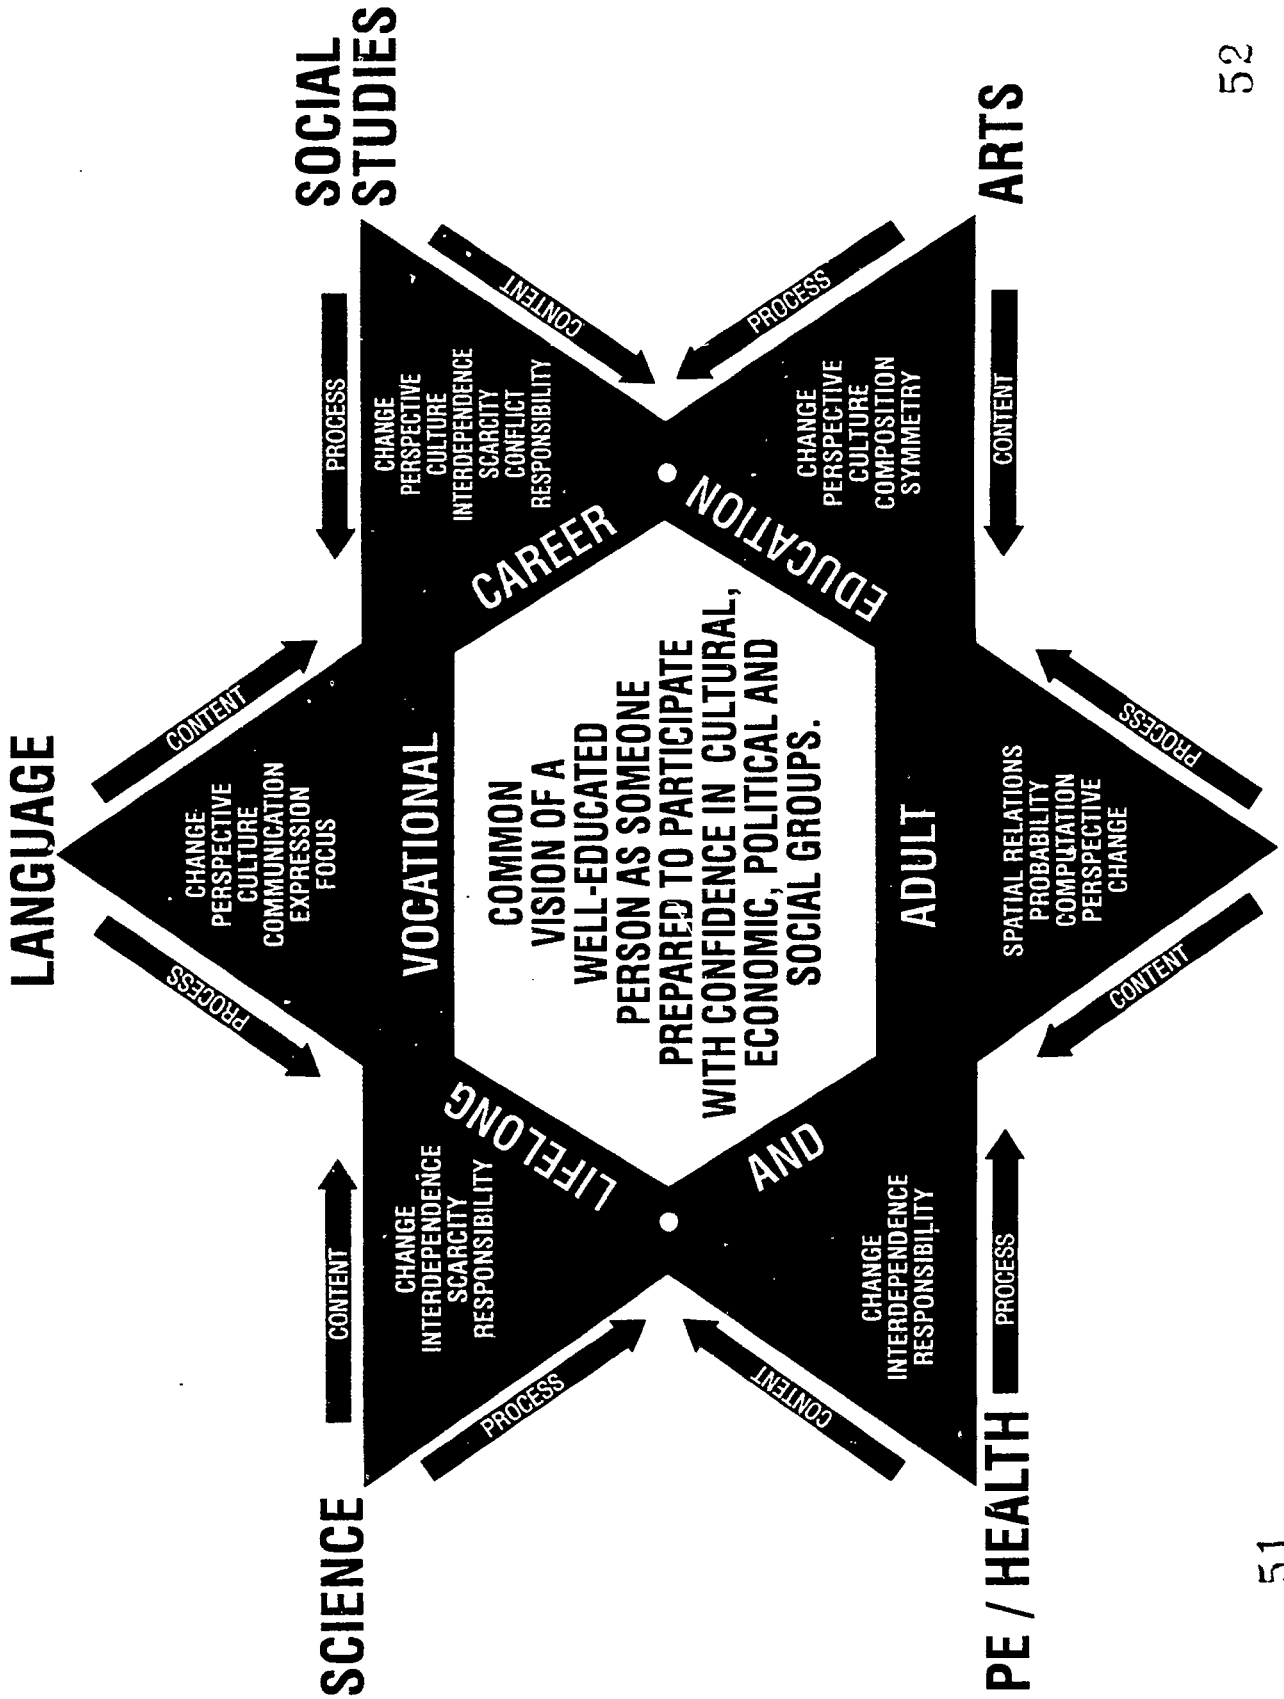 LANGUAGE
PROCESS
CONTENT
CHANGE
PERSPECTIVE
CULTURE
COMMUNICATION
EXPRESSION
FOCUS
SCIENCE
CONTENT
PROCESS
CHANGE
INTERDEPENDENCE
SCARCITY
RESPONSIBILITY
SOCIAL
STUDIES
PROCESS
CONTENT
CHANGE
PERSPECTIVE
CULTURE
INTERDEPENDENCE
SCARCITY
CONFLICT
RESPONSIBILITY
LIFELONG
VOCATIONAL
CAREER
COMMON
VISION OF A
WELL-EDUCATED
PERSON AS SOMEONE
PREPARED TO PARTICIPATE
WITH CONFIDENCE IN CULTURAL,
ECONOMIC, POLITICAL AND
SOCIAL GROUPS.
AND
ADULT
EDUCATION
CONTENT
PROCESS
CHANGE
INTERDEPENDENCE
RESPONSIBILITY
PE / HEALTH
PROCESS
CONTENT
CHANGE
PERSPECTIVE
CULTURE
COMPOSITION
SYMMETRY
ARTS
SPATIAL RELATIONS
PROBABILITY
COMPUTATION
PERSPECTIVE
CHANGE
CONTENT
PROCESS
51
52